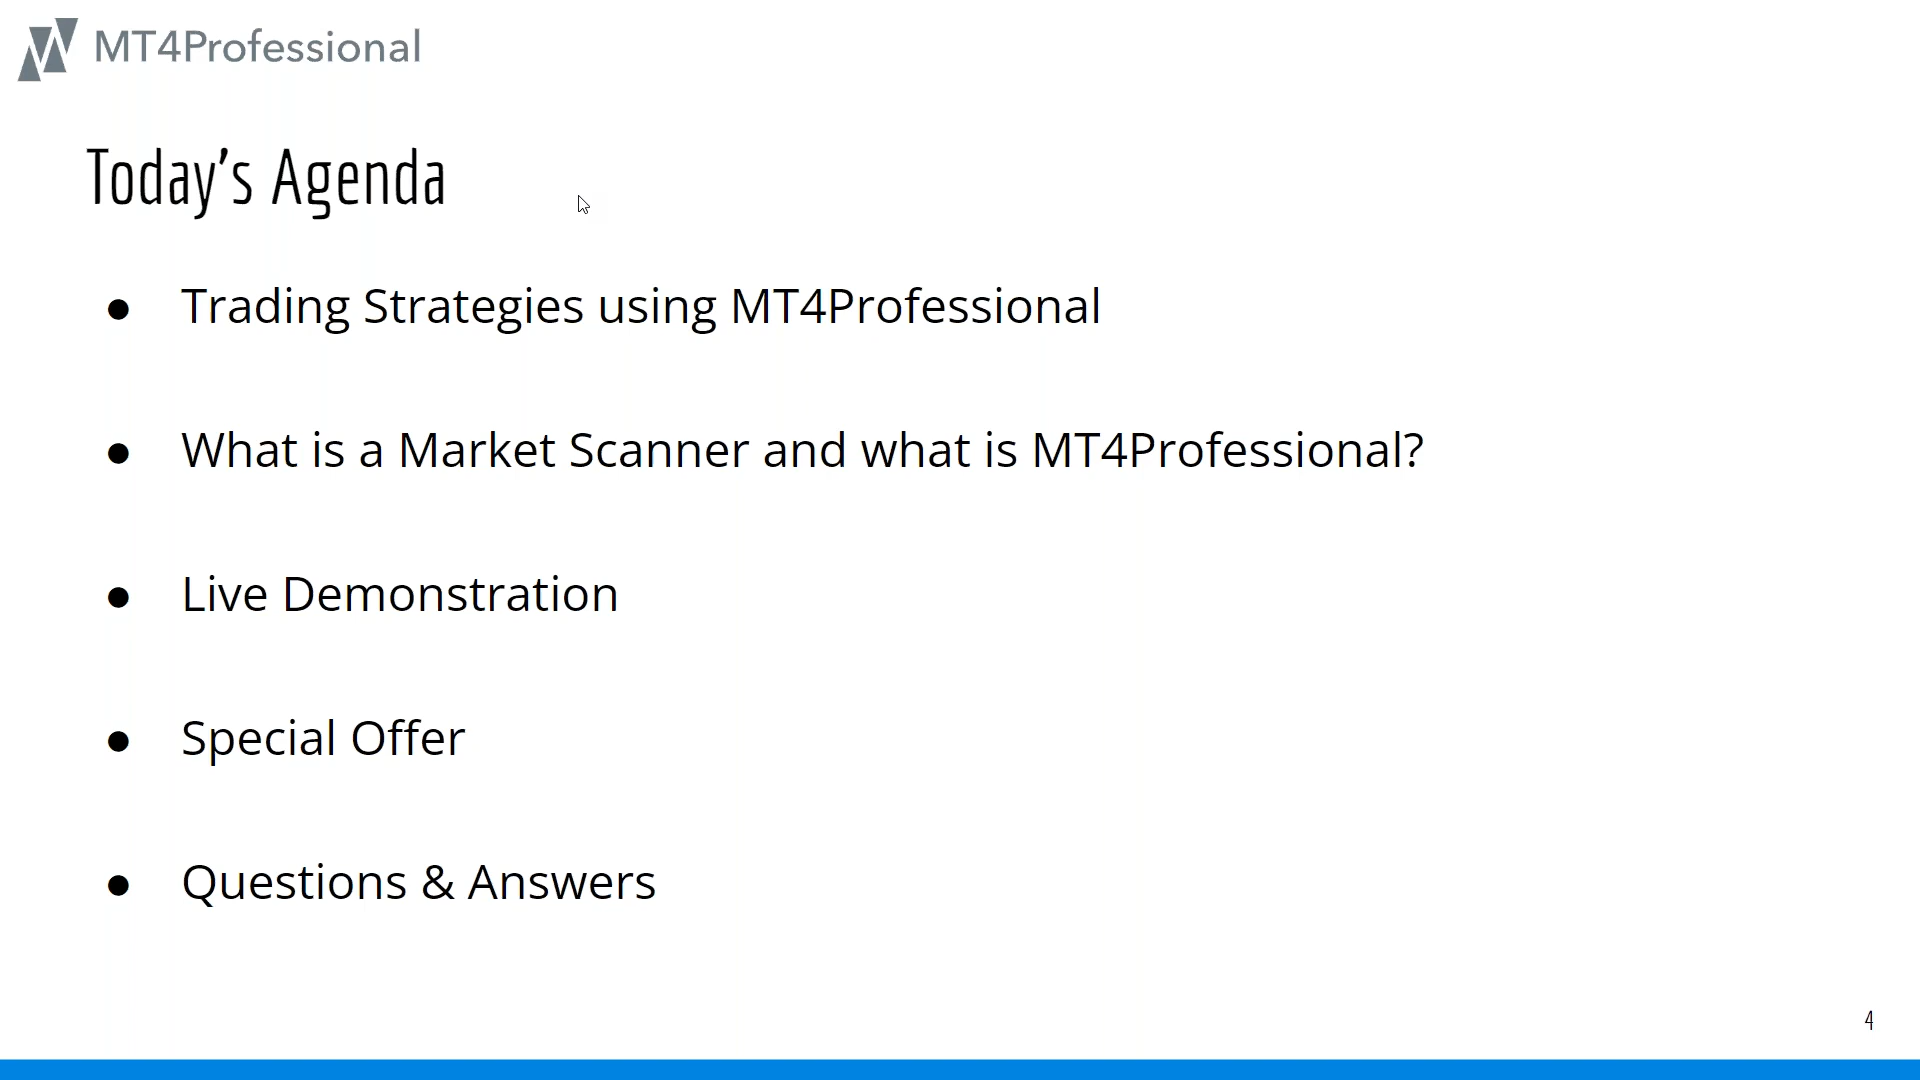 MT4Professional
Today's Agenda
● Trading Strategies using MT4Professional
● What is a Market Scanner and what is MT4Professional?
● Live Demonstration
● Special Offer
● Questions & Answers
4